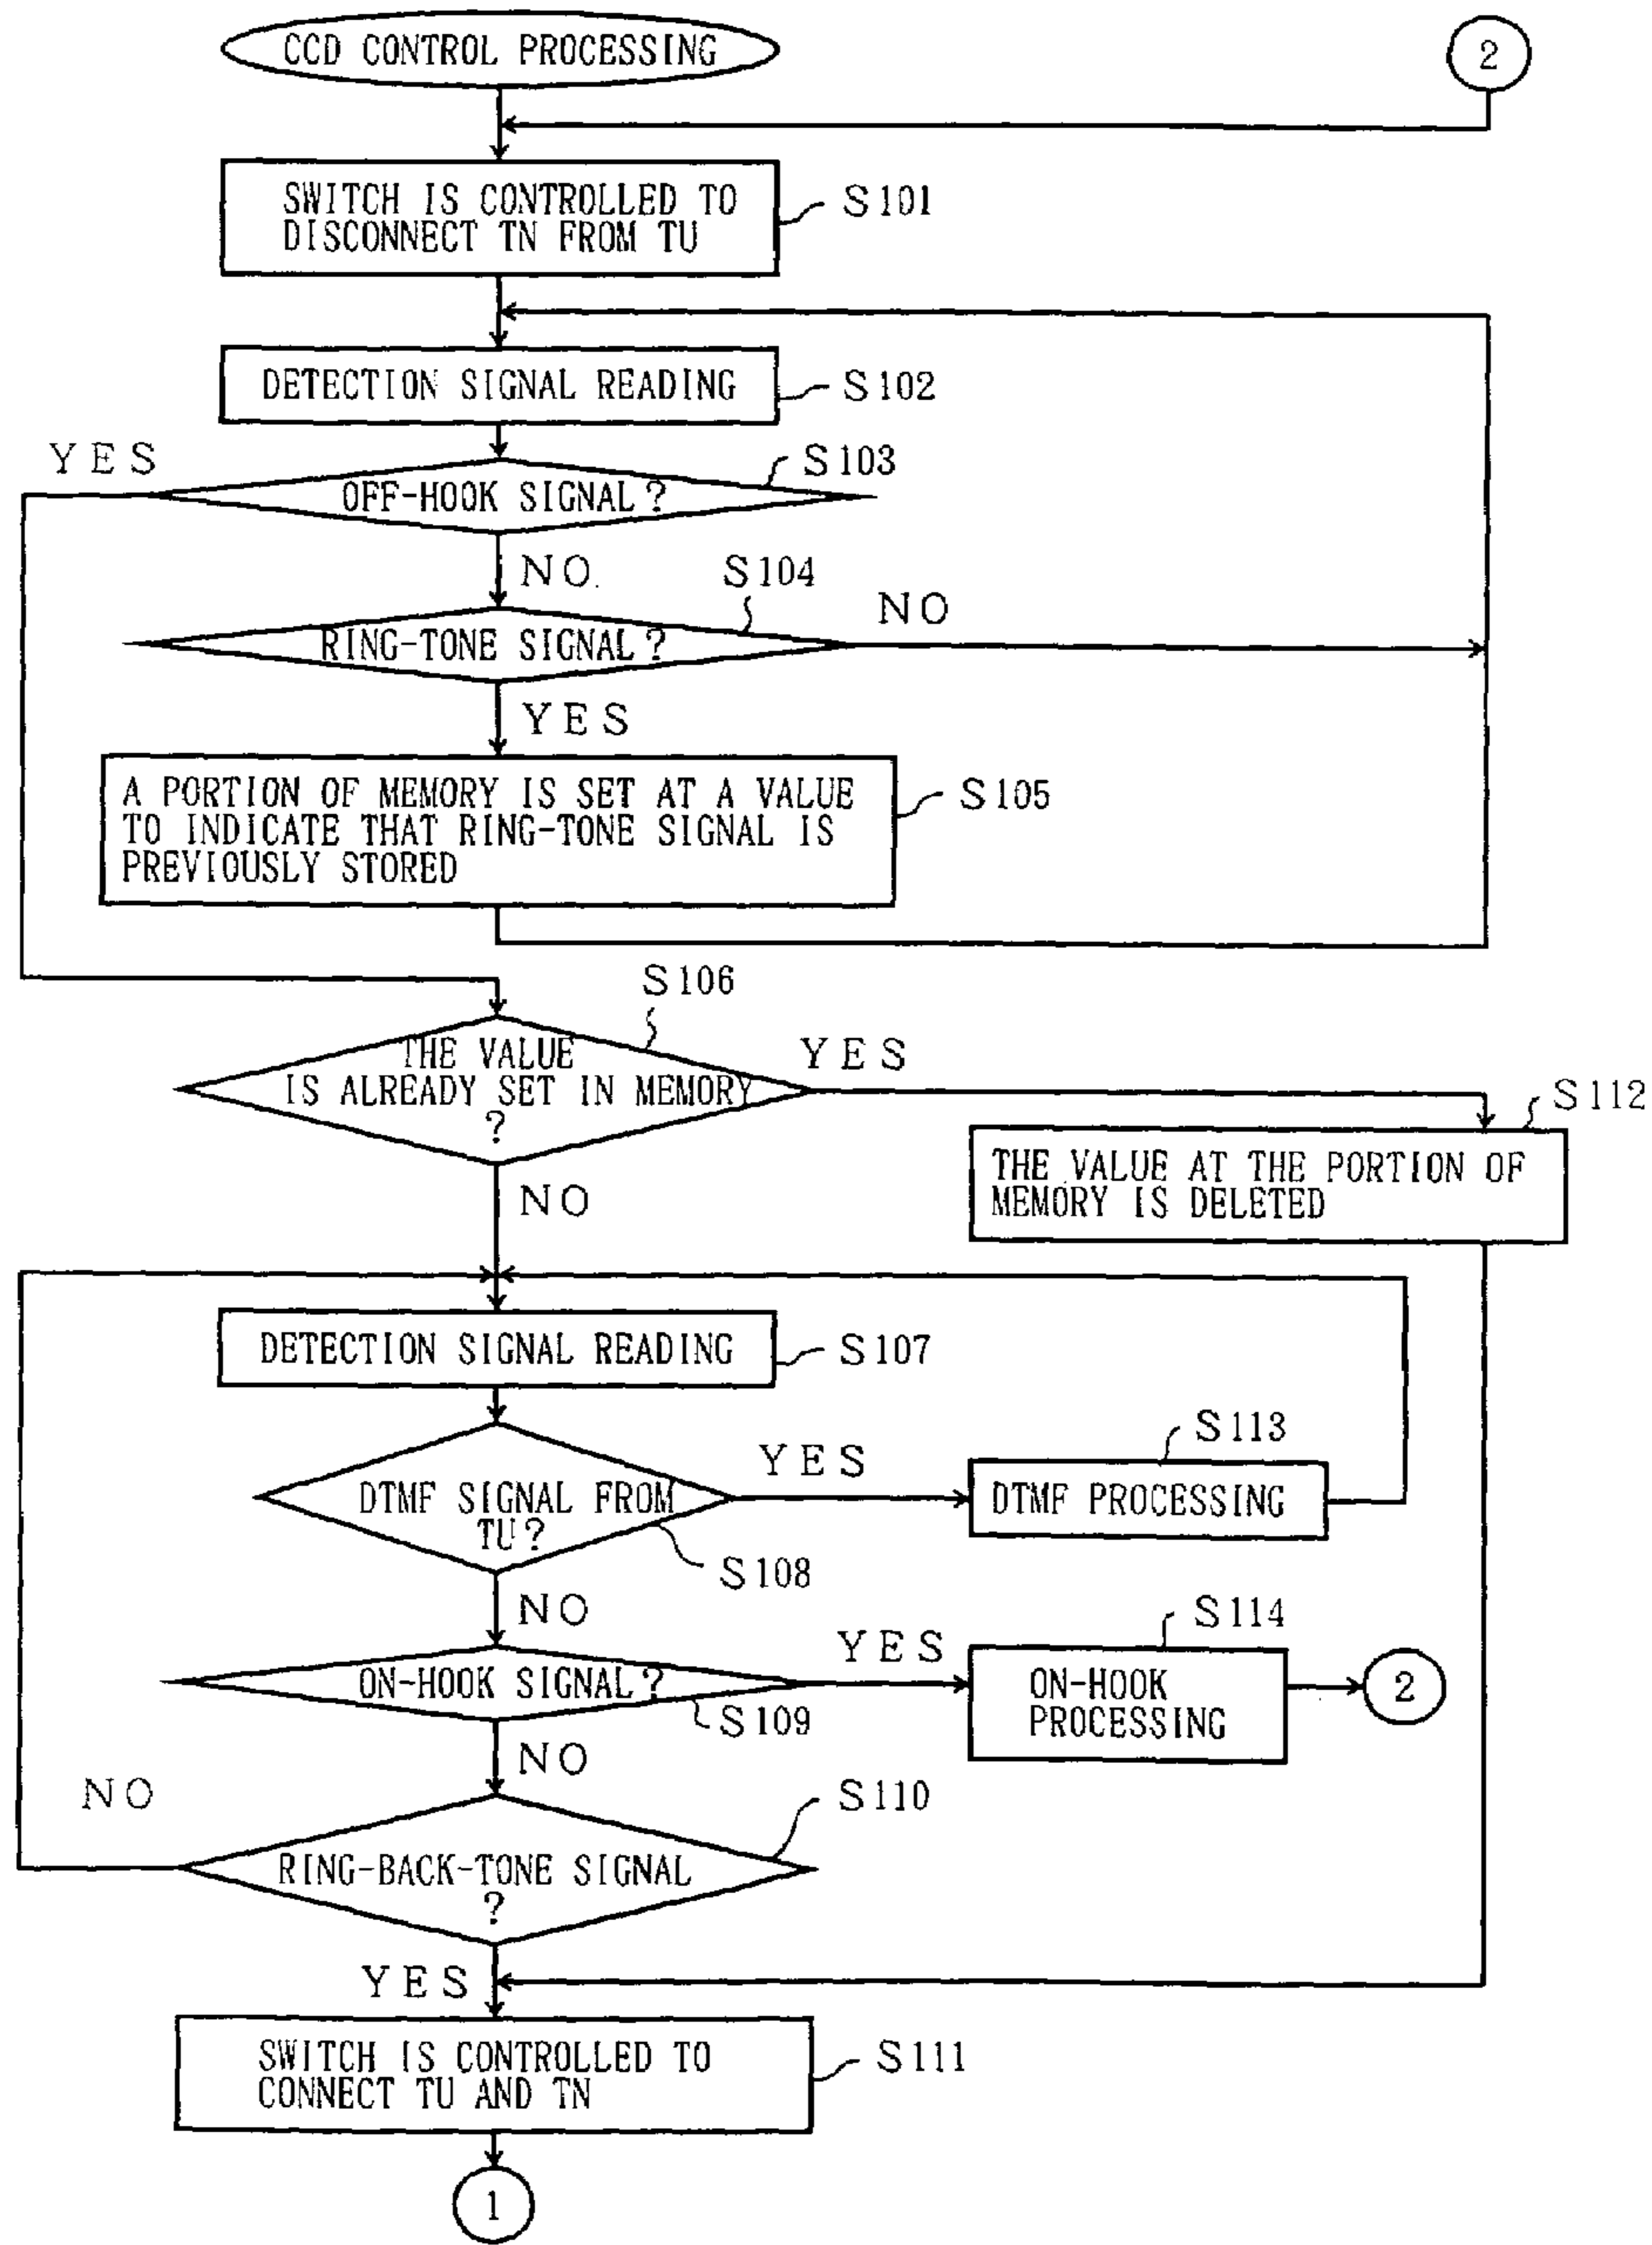 CCD CONTROL PROCESSING
2
SWITCH IS CONTROLLED TO
DISCONNECT TN FROM TU
S101
DETECTION SIGNAL READING
S102
YES
S103
OFF-HOOK SIGNAL?
NO
S104
NO
RING-TONE SIGNAL?
YES
A PORTION OF MEMORY IS SET AT A VALUE
TO INDICATE THAT RING-TONE SIGNAL IS
PREVIOUSLY STORED
S105
S106
THE VALUE
IS ALREADY SET IN MEMORY
?
YES
S112
THE VALUE AT THE PORTION OF
MEMORY IS DELETED
NO
DETECTION SIGNAL READING
S107
S113
YES
DTMF SIGNAL FROM
TU?
DTMF PROCESSING
S108
NO
S114
YES
ON-HOOK SIGNAL?
ON-HOOK
PROCESSING
2
S109
NO
NO
S110
RING-BACK-TONE SIGNAL
?
YES
SWITCH IS CONTROLLED TO
CONNECT TU AND TN
S111
1